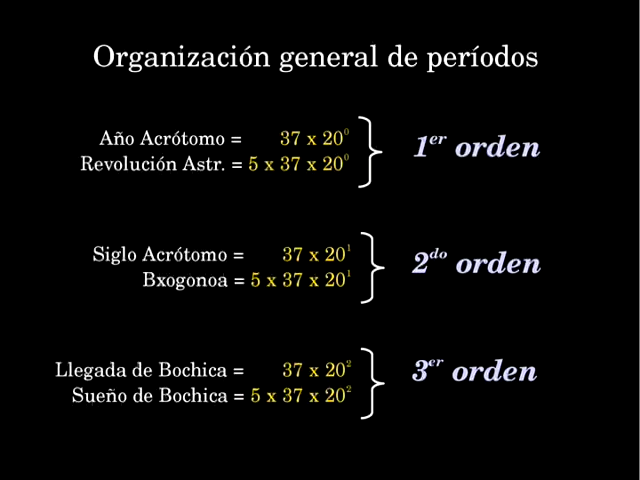 Organización general de períodos
Año Acrótomo = 37 x 20⁰
Revolución Astr. = 5 x 37 x 20⁰
1ᵉʳ orden
Siglo Acrótomo = 37 x 20¹
Bxogonoa = 5 x 37 x 20¹
2ᵈᵒ orden
Llegada de Bochica = 37 x 20²
Sueño de Bochica = 5 x 37 x 20²
3ᵉʳ orden